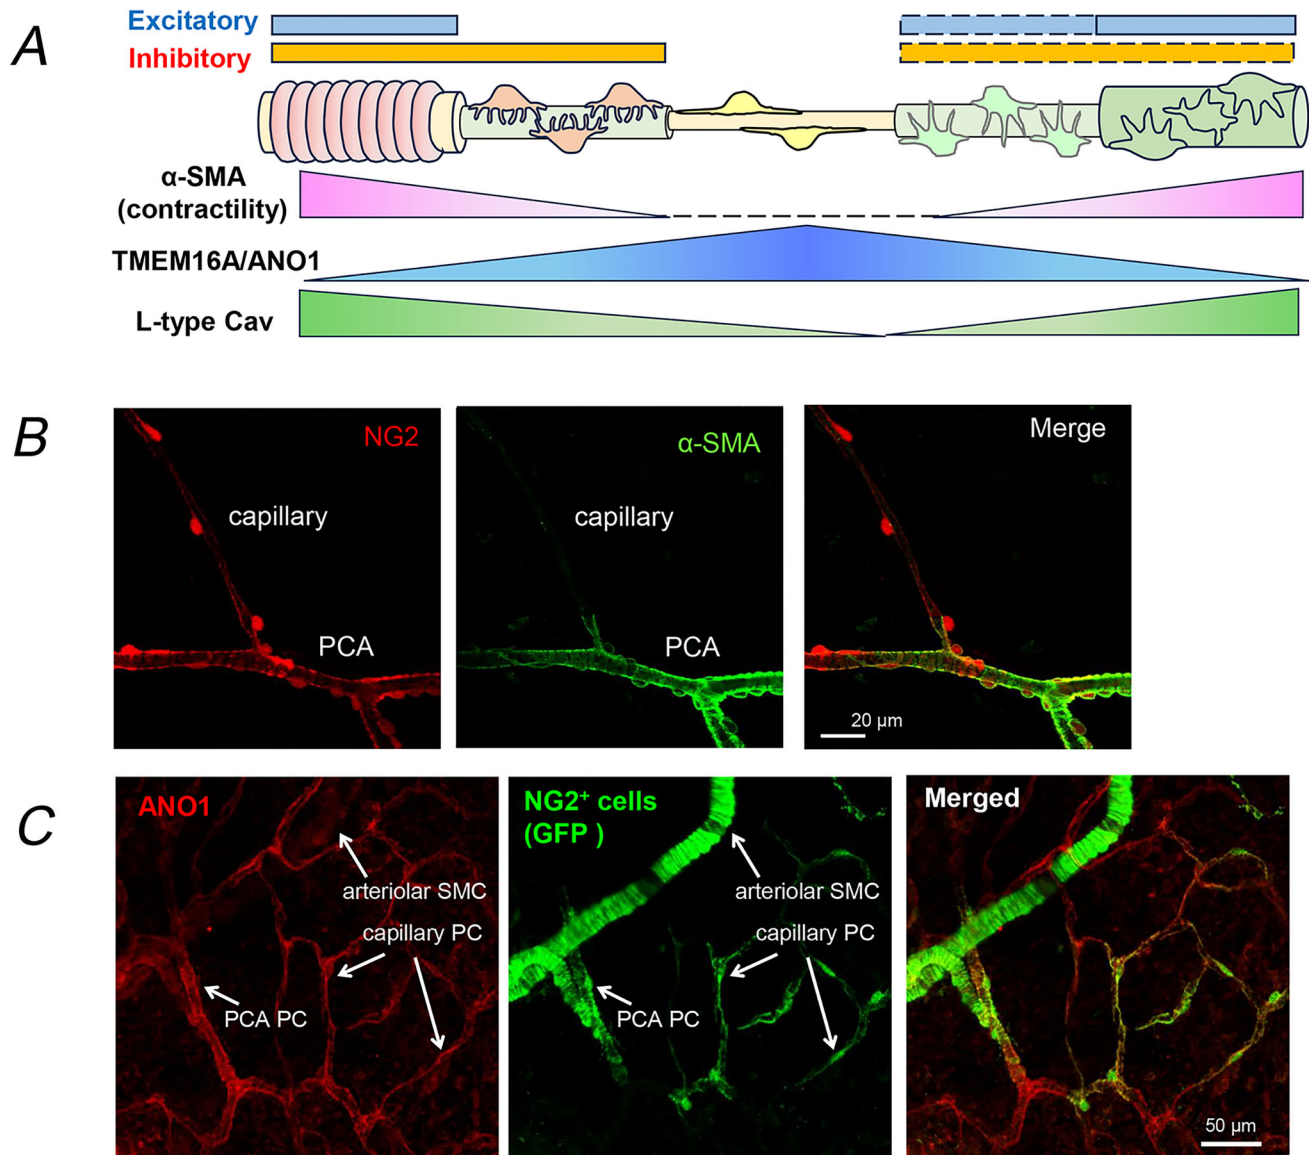 A
Excitatory
Inhibitory
α-SMA
(contractility)
TMEM16A/ANO1
L-type Cav
B
NG2
capillary
PCA
α-SMA
capillary
PCA
Merge
20 µm
C
ANO1
arteriolar SMC
capillary PC
PCA PC
NG2⁺ cells
(GFP )
arteriolar SMC
capillary PC
PCA PC
Merged
50 µm